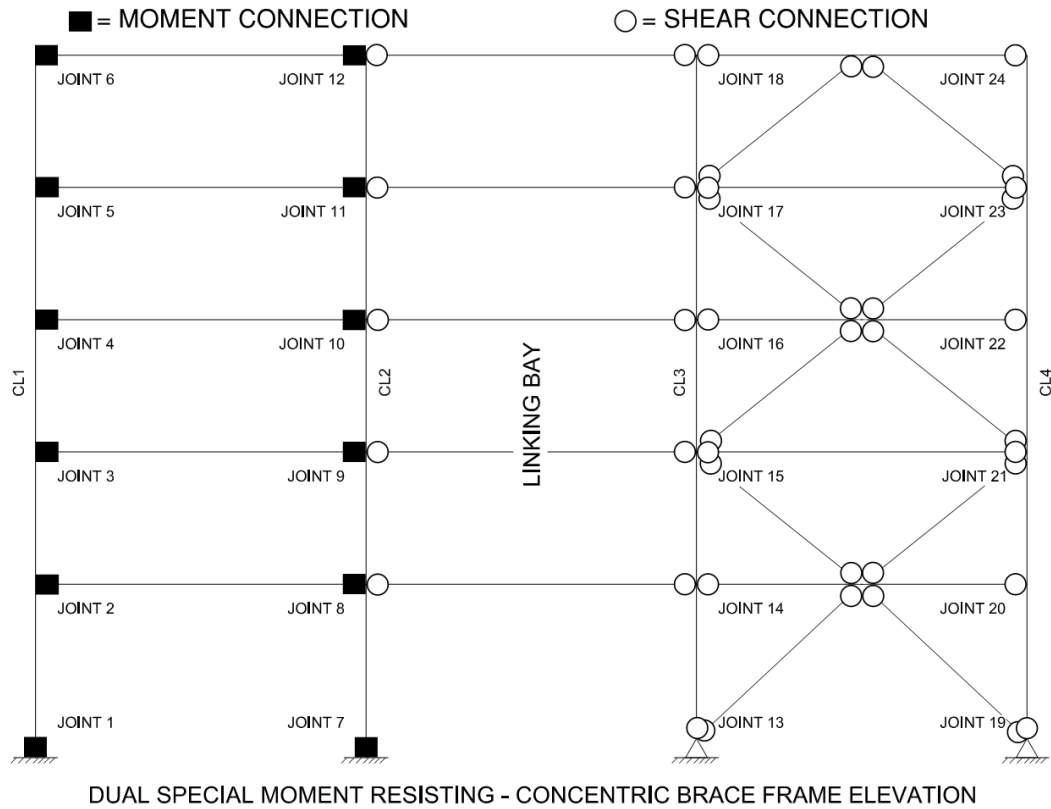 = MOMENT CONNECTION = SHEAR CONNECTION
JOINT 6 JOINT 12 JOINT 18 JOINT 24
JOINT 5 JOINT 11 JOINT 17 JOINT 23
JOINT 4 JOINT 10 JOINT 16 JOINT 22
CL1 CL2 LINKING BAY CL3 CL4
JOINT 3 JOINT 9 JOINT 15 JOINT 21
JOINT 2 JOINT 8 JOINT 14 JOINT 20
JOINT 1 JOINT 7 JOINT 13 JOINT 19
DUAL SPECIAL MOMENT RESISTING - CONCENTRIC BRACE FRAME ELEVATION